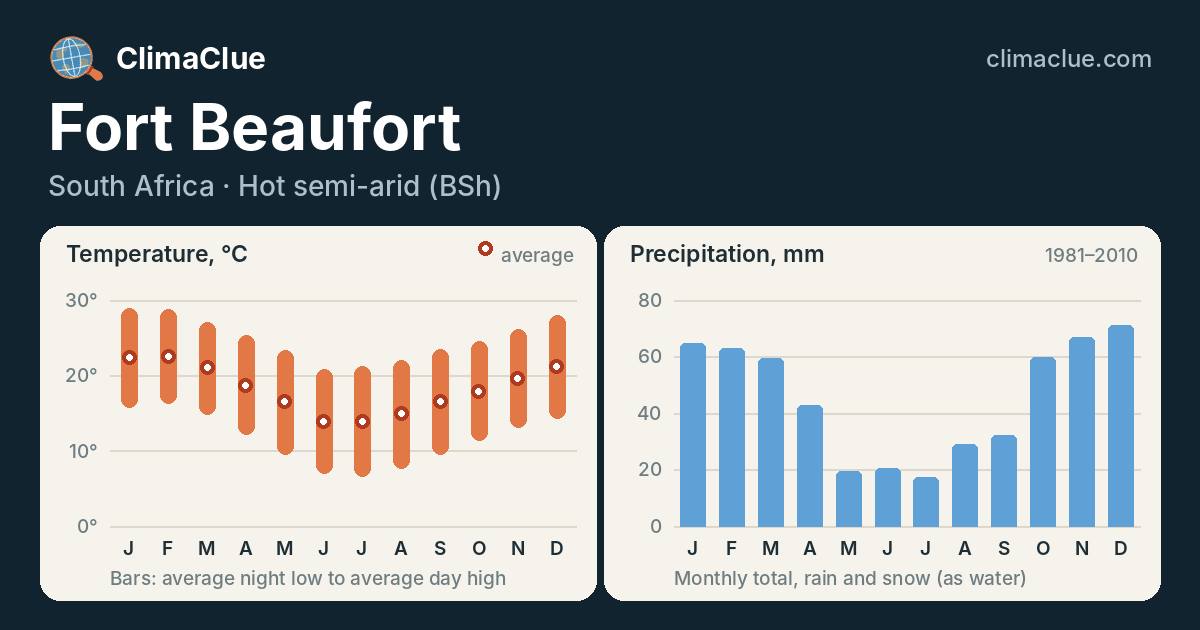 ClimaClue
climaclue.com
Fort Beaufort
South Africa · Hot semi-arid (BSh)
Temperature, °C
average
30°
20°
10°
0°
J F M A M J J A S O N D
Bars: average night low to average day high
Precipitation, mm
1981–2010
80
60
40
20
0
J F M A M J J A S O N D
Monthly total, rain and snow (as water)